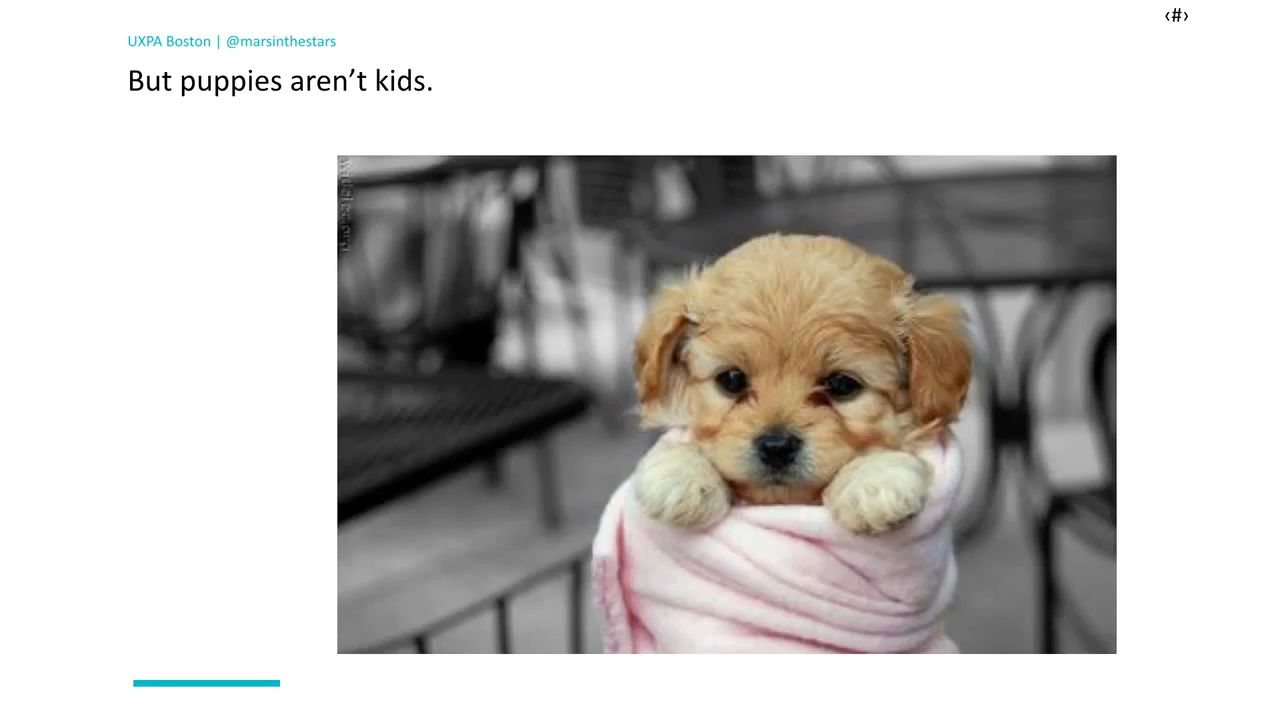 ‹#›
UXPA Boston | @marsinthestars
But puppies aren’t kids.